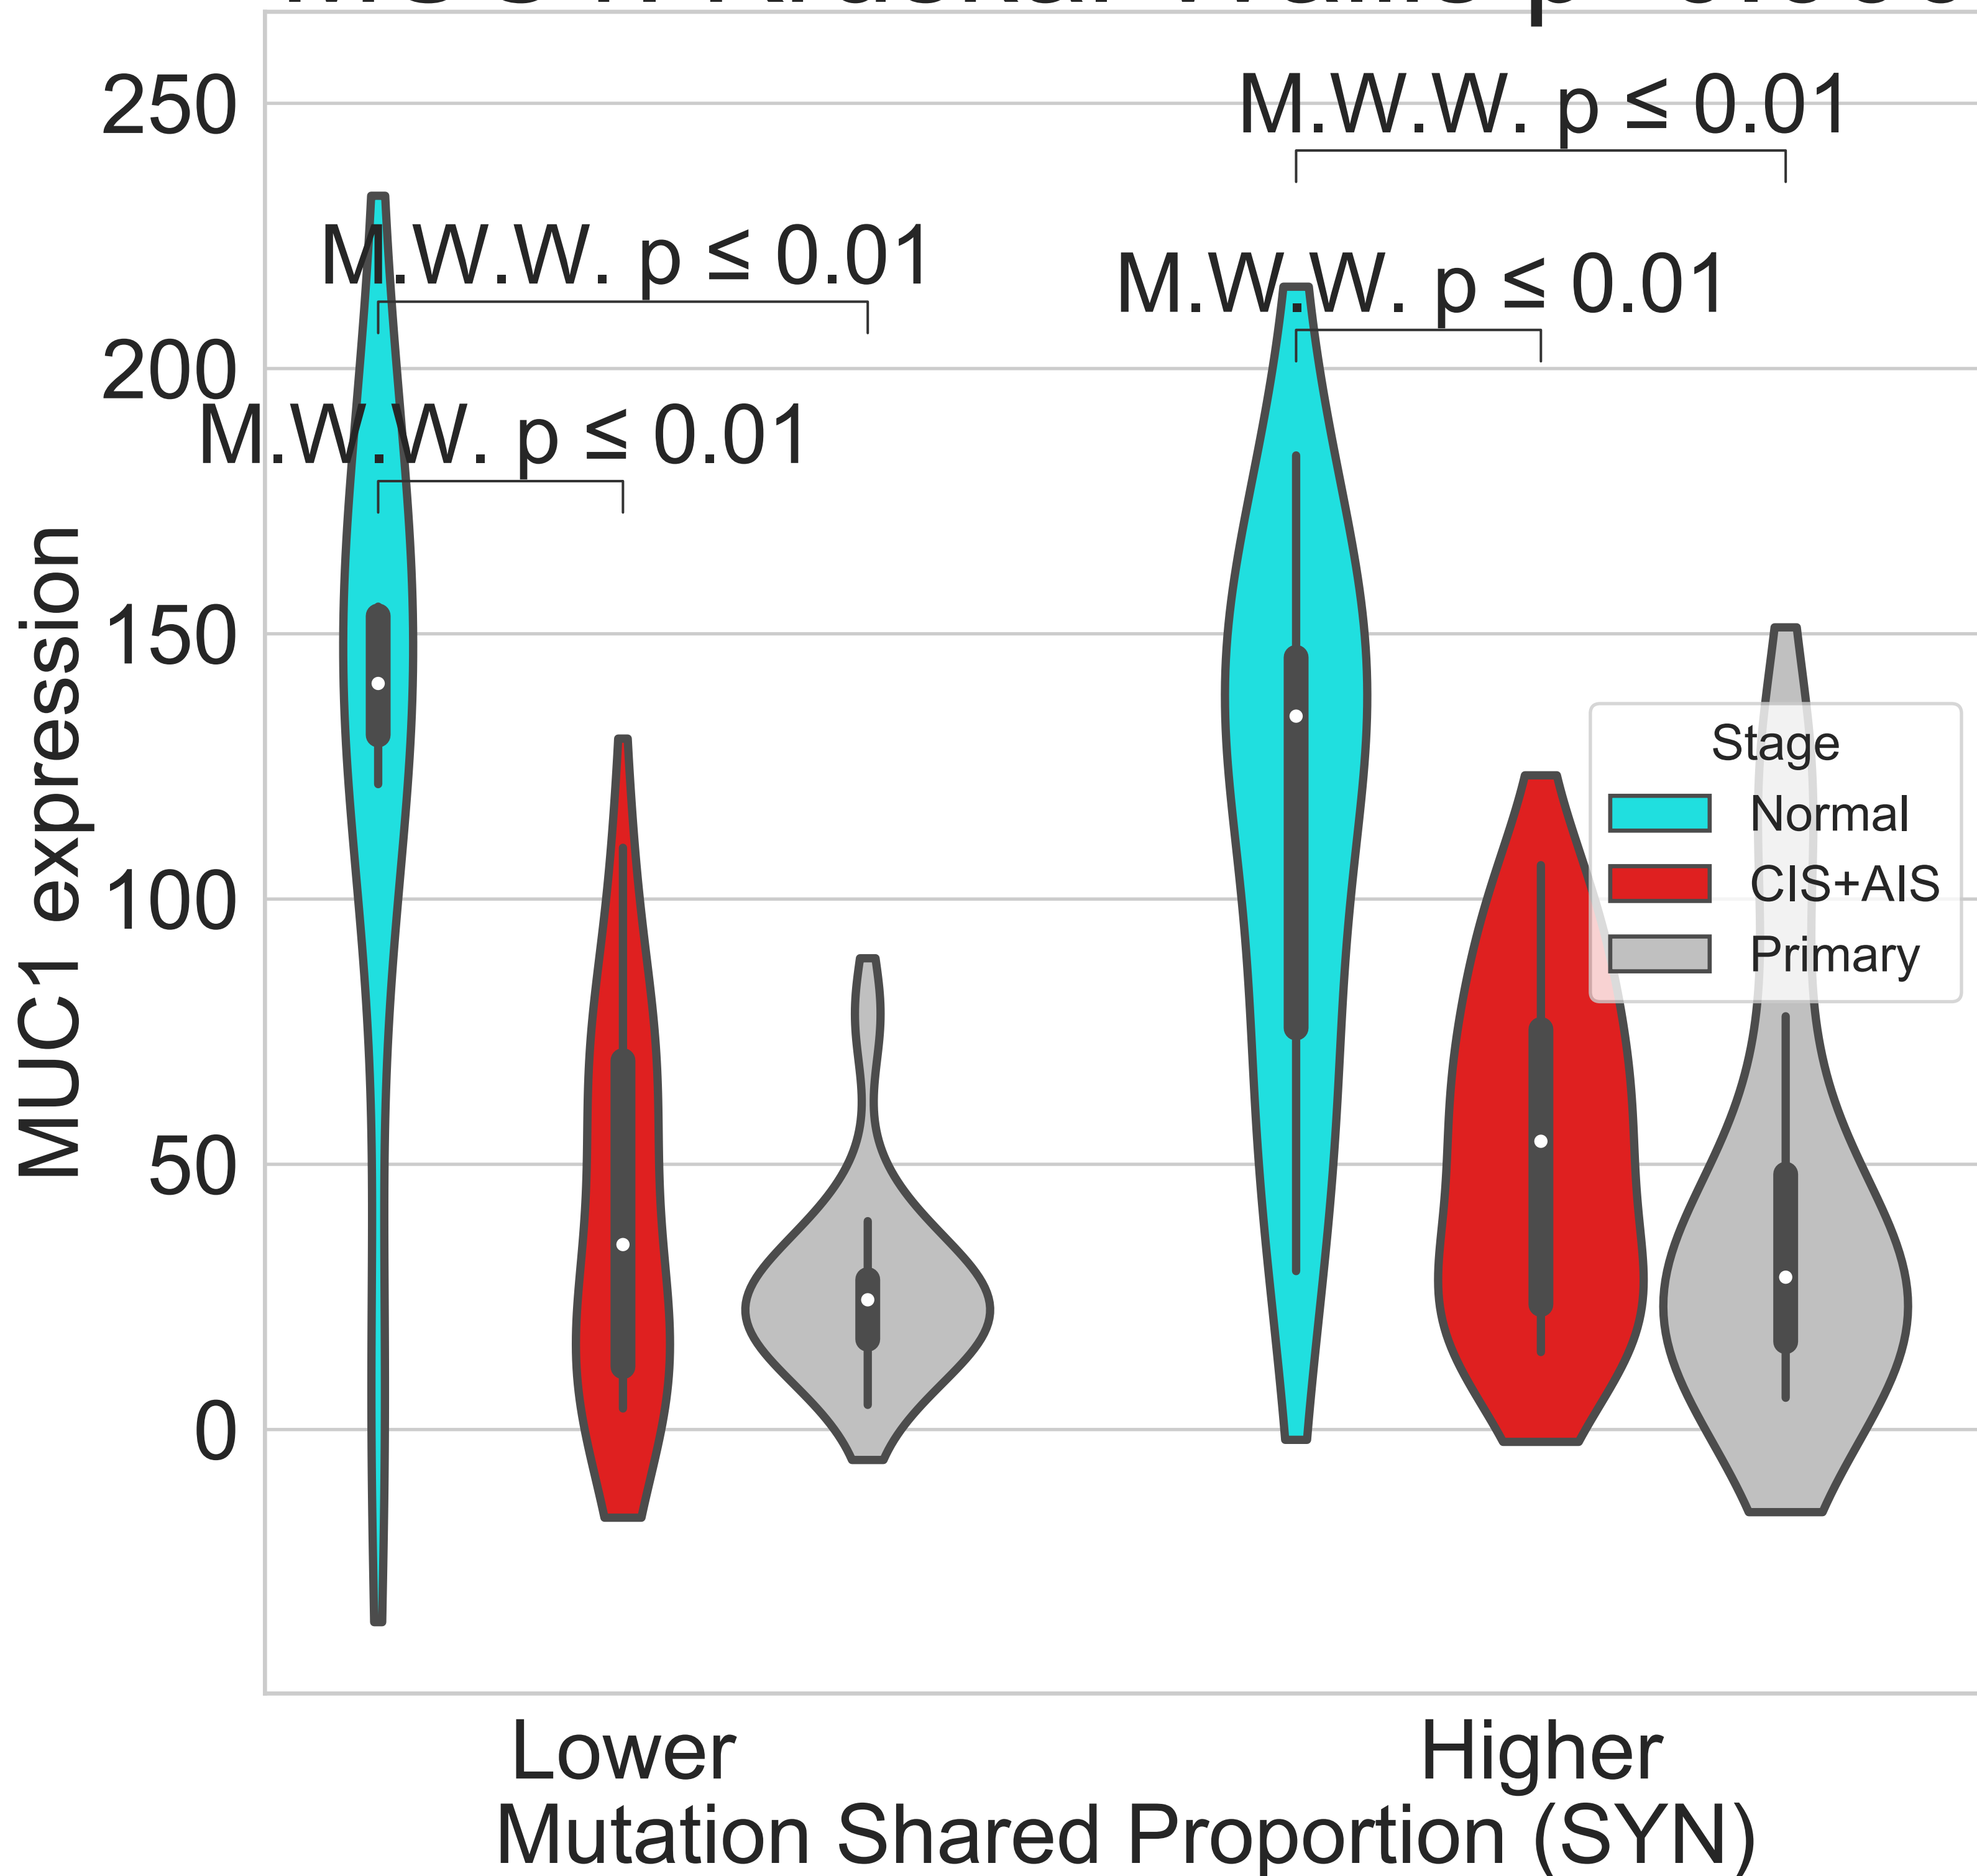 250
M.W.W. p ≤ 0.01
M.W.W. p ≤ 0.01
M.W.W. p ≤ 0.01
200
M.W.W. p ≤ 0.01
150
100
50
0
MUC1 expression
Stage
Normal
CIS+AIS
Primary
Lower
Higher
Mutation Shared Proportion (SYN)